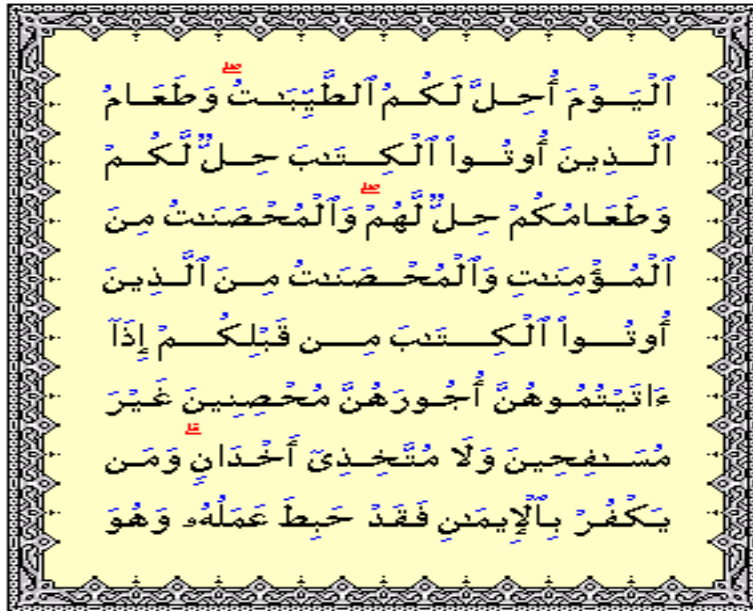 ٱلْيَوْمَ أُحِلَّ لَكُمُ ٱلطَّيِّبَـٰتُ ۖ وَطَعَامُ
ٱلَّذِينَ أُوتُوا۟ ٱلْكِتَـٰبَ حِلٌّۭ لَّكُمْ
وَطَعَامُكُمْ حِلٌّۭ لَّهُمْ ۖ وَٱلْمُحْصَنَـٰتُ مِنَ
ٱلْمُؤْمِنَـٰتِ وَٱلْمُحْصَنَـٰتُ مِنَ ٱلَّذِينَ
أُوتُوا۟ ٱلْكِتَـٰبَ مِن قَبْلِكُمْ إِذَآ
ءَاتَيْتُمُوهُنَّ أُجُورَهُنَّ مُحْصِنِينَ غَيْرَ
مُسَـٰفِحِينَ وَلَا مُتَّخِذِىٓ أَخْدَانٍۢ ۗ وَمَن
يَكْفُرْ بِٱلْإِيمَـٰنِ فَقَدْ حَبِطَ عَمَلُهُۥ وَهُوَ